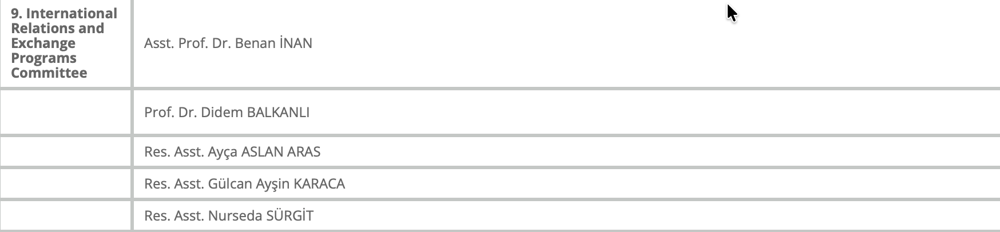 9. International
Relations and
Exchange
Programs
Committee
Asst. Prof. Dr. Benan İNAN
Prof. Dr. Didem BALKANLI
Res. Asst. Ayça ASLAN ARAS
Res. Asst. Gülcan Ayşin KARACA
Res. Asst. Nurseda SÜRGİT